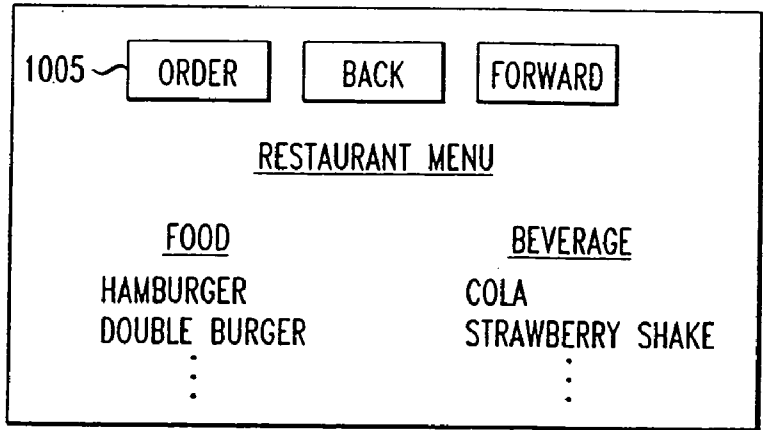 1005 ORDER BACK FORWARD
RESTAURANT MENU
FOOD BEVERAGE
HAMBURGER COLA
DOUBLE BURGER STRAWBERRY SHAKE